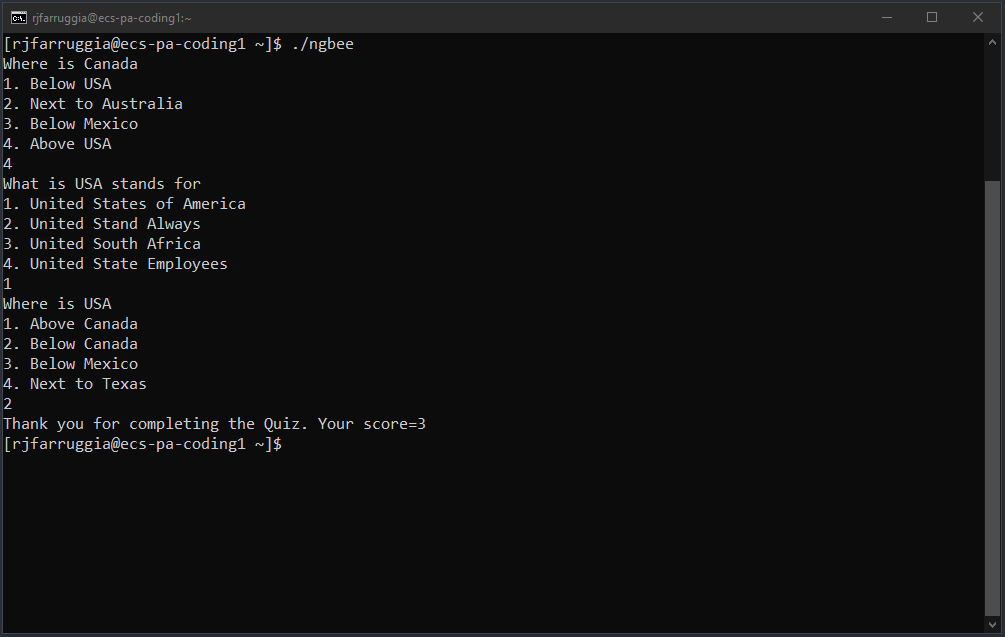 rjfarruggia@ecs-pa-coding1:~
[rjfarruggia@ecs-pa-coding1 ~]$ ./ngbee
Where is Canada
1. Below USA
2. Next to Australia
3. Below Mexico
4. Above USA
4
What is USA stands for
1. United States of America
2. United Stand Always
3. United South Africa
4. United State Employees
1
Where is USA
1. Above Canada
2. Below Canada
3. Below Mexico
4. Next to Texas
2
Thank you for completing the Quiz. Your score=3
[rjfarruggia@ecs-pa-coding1 ~]$